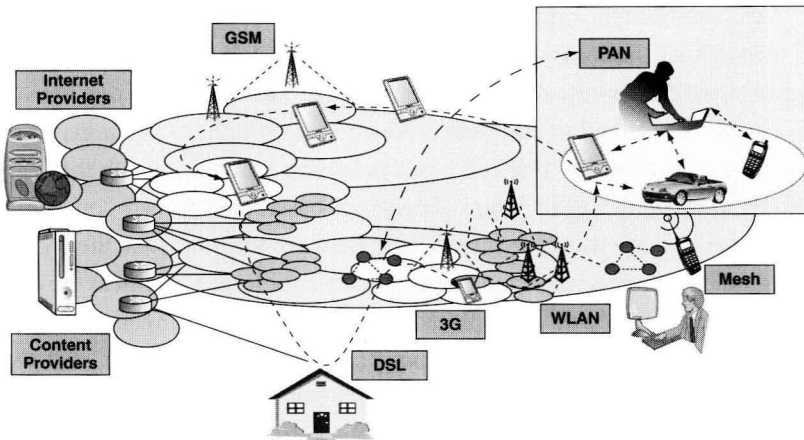 GSM
PAN
Internet
Providers
Content
Providers
3G
WLAN
Mesh
DSL